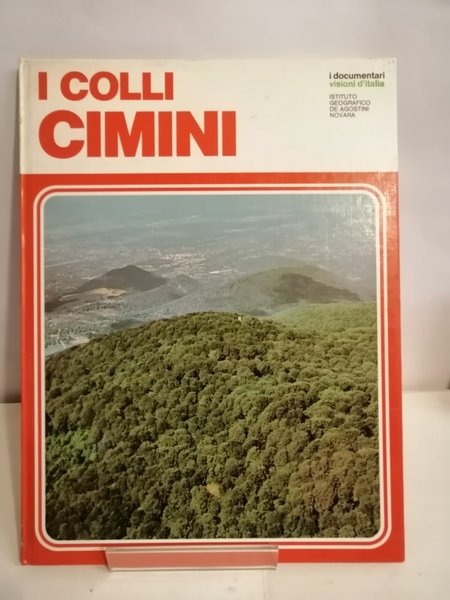 I COLLI
CIMINI
i documentari
visioni d'italia
ISTITUTO
GEOGRAFICO
DE AGOSTINI
NOVARA